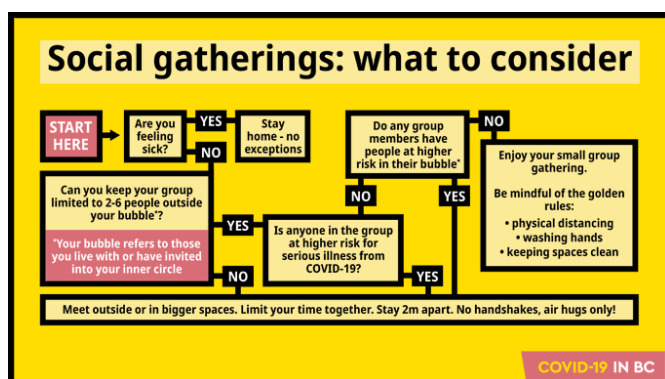 Social gatherings: what to consider
START
HERE
Are you
feeling
sick?
YES
Stay
home - no
exceptions
NO
Can you keep your group
limited to 2-6 people outside
your bubble*?
*Your bubble refers to those
you live with or have invited
into your inner circle
YES
NO
Is anyone in the group
at higher risk for
serious illness from
COVID-19?
NO
YES
Do any group
members have
people at higher
risk in their bubble*
NO
YES
Enjoy your small group
gathering.
Be mindful of the golden
rules:
• physical distancing
• washing hands
• keeping spaces clean
Meet outside or in bigger spaces. Limit your time together. Stay 2m apart. No handshakes, air hugs only!
COVID-19 IN BC